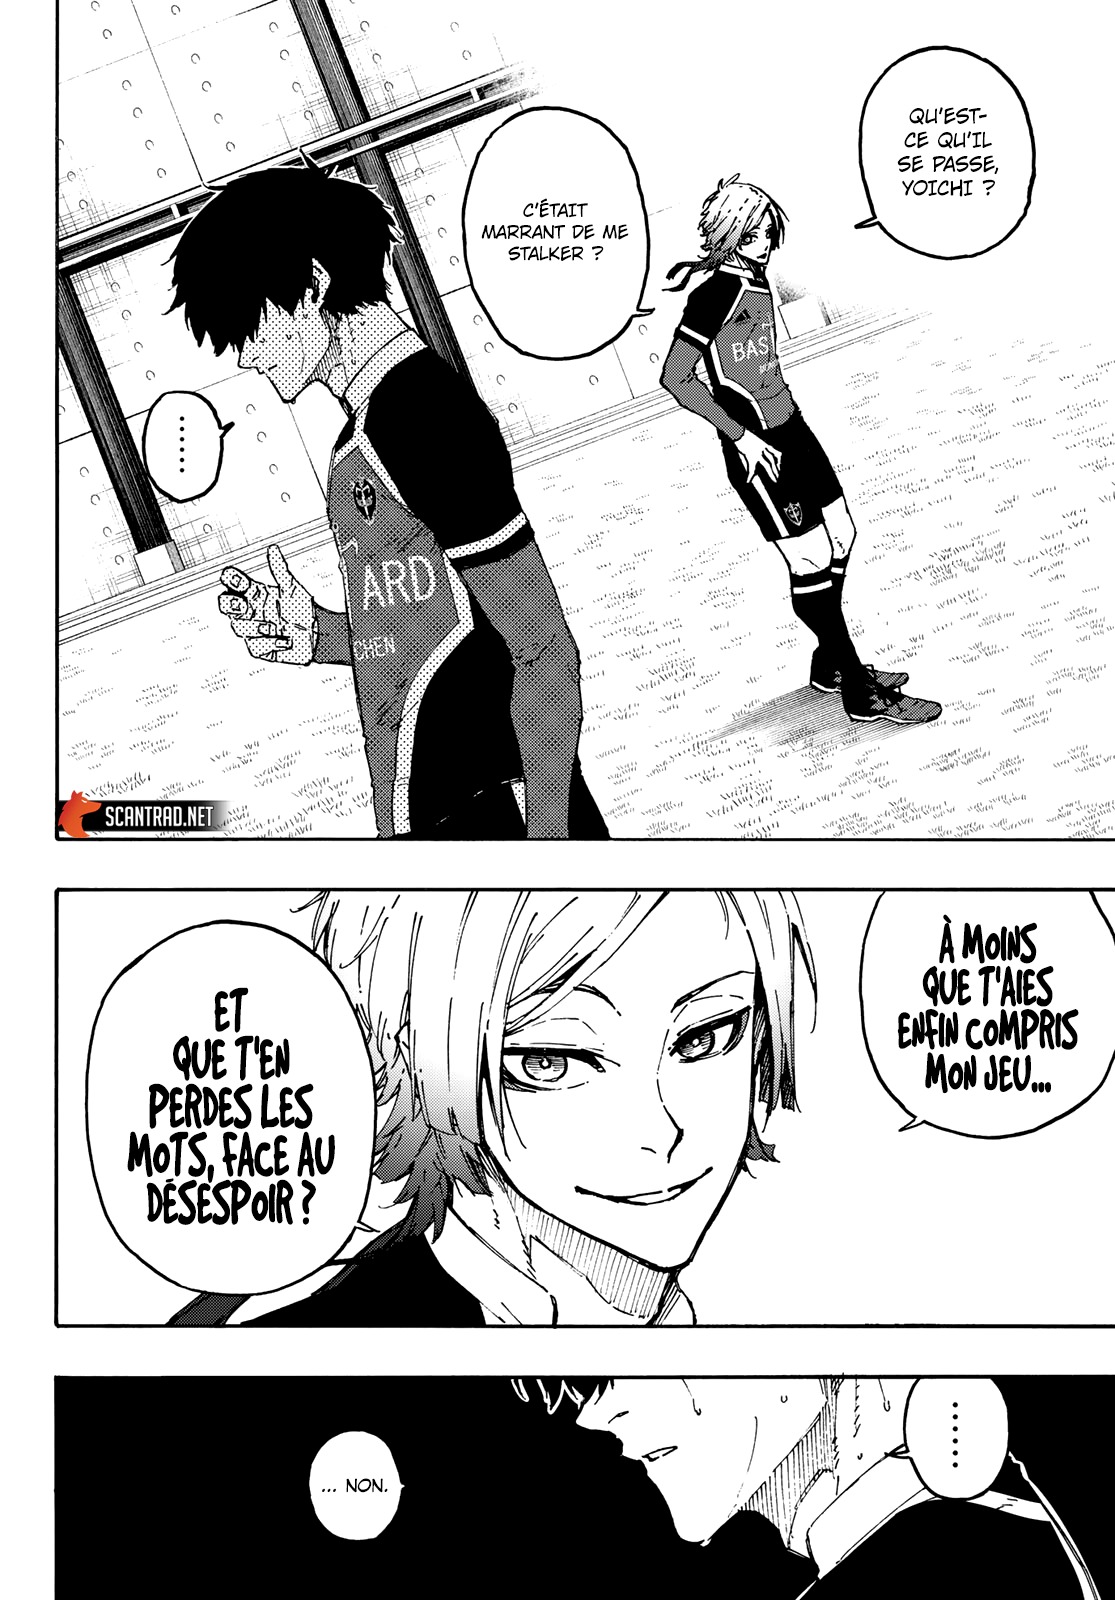 QU'EST-
CE QU'IL
SE PASSE,
YOICHI ?
C'ÉTAIT
MARRANT DE ME
STALKER ?
......
BAS
ARD
CHEN
SCANTRAD.NET
À MOINS
QUE T'AIES
ENFIN COMPRIS
MON JEU...
ET
QUE T'EN
PERDES LES
MOTS, FACE AU
DÉSESPOIR ?
......
... NON.